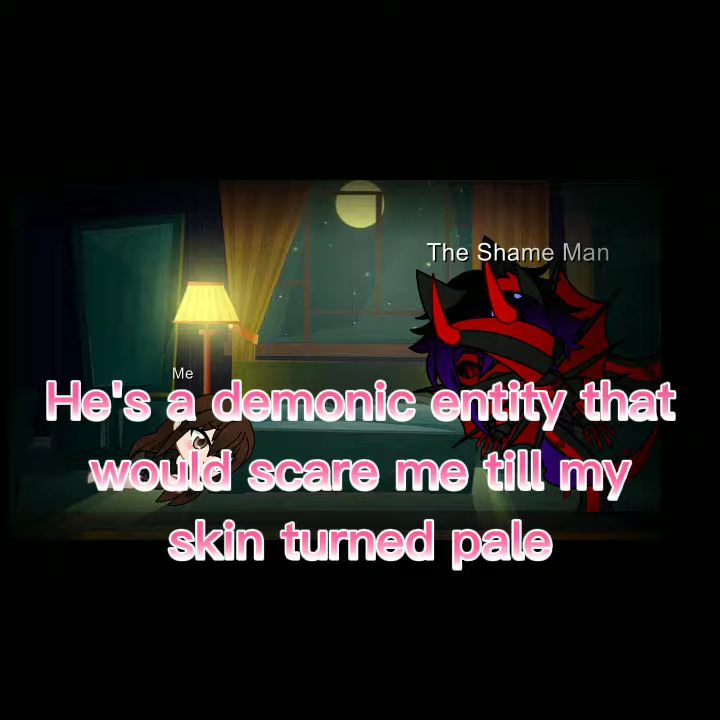 The Shame Man
Me
He's a demonic entity that
would scare me till my
skin turned pale